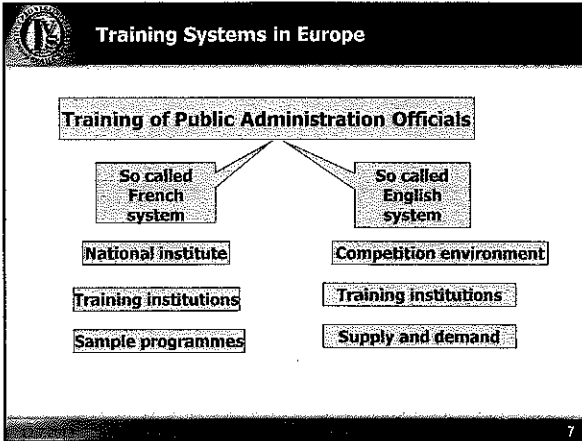 Training Systems in Europe
Training of Public Administration Officials
So called
French
system
So called
English
system
National institute
Competition environment
Training institutions
Training institutions
Sample programmes
Supply and demand
7